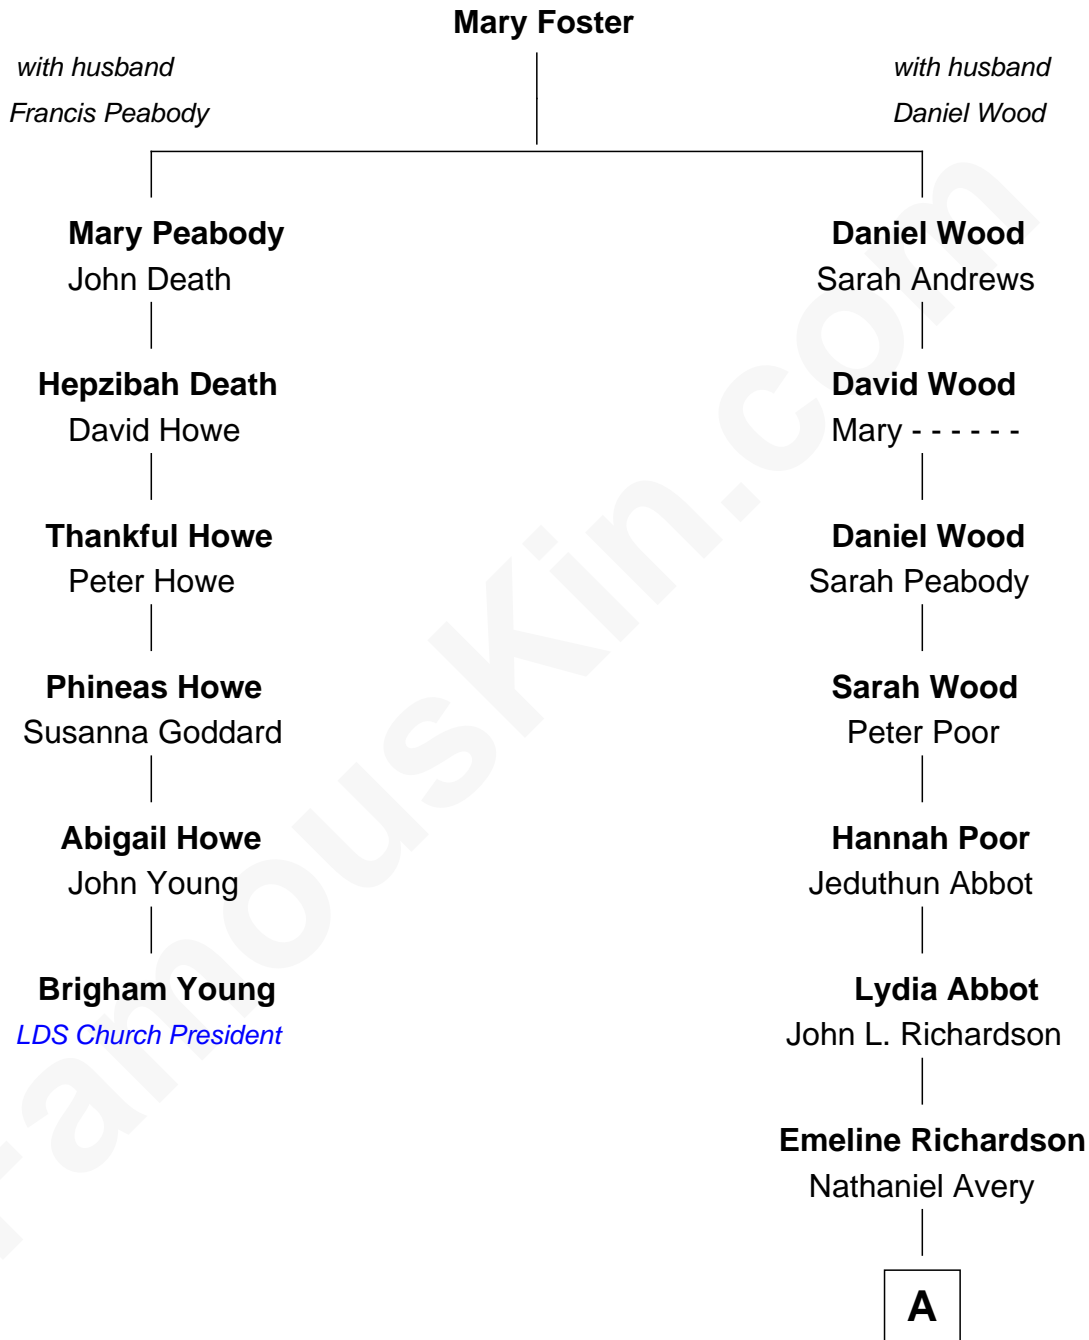 Mary Foster
with husband
Francis Peabody
with husband
Daniel Wood
Mary Peabody
John Death
Hepzibah Death
David Howe
Thankful Howe
Peter Howe
Phineas Howe
Susanna Goddard
Abigail Howe
John Young
Brigham Young
LDS Church President
Daniel Wood
Sarah Andrews
David Wood
Mary - - - - - -
Daniel Wood
Sarah Peabody
Sarah Wood
Peter Poor
Hannah Poor
Jeduthun Abbot
Lydia Abbot
John L. Richardson
Emeline Richardson
Nathaniel Avery
A
FamousKin.com